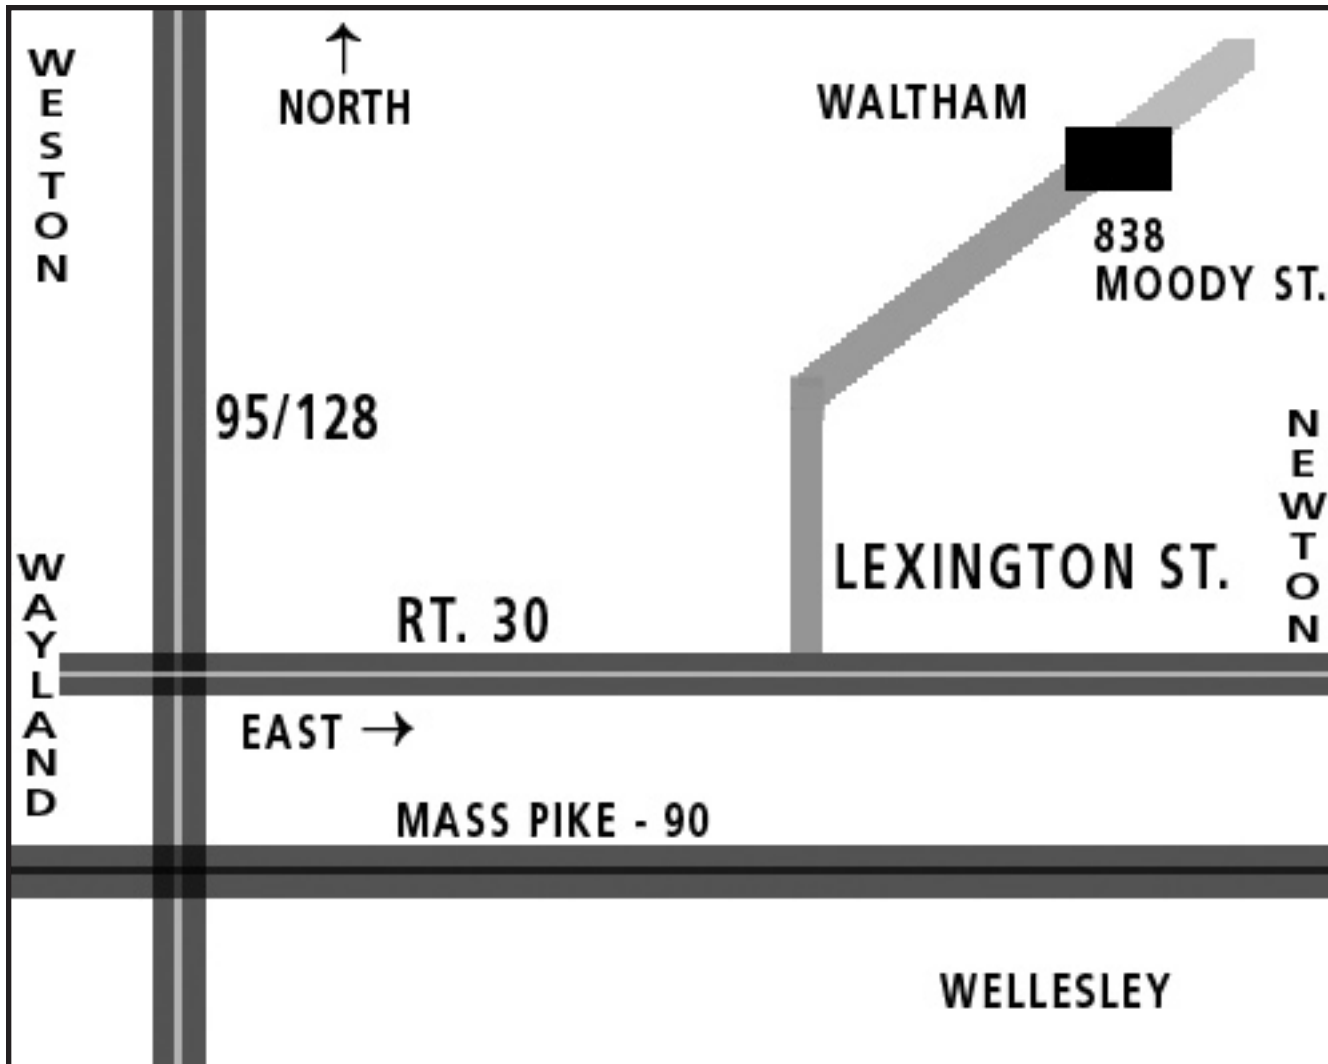 WESTON
NORTH
WALTHAM
838
MOODY ST.
95/128
NEWTON
LEXINGTON ST.
WAYLAND
RT. 30
EAST
MASS PIKE - 90
WELLESLEY